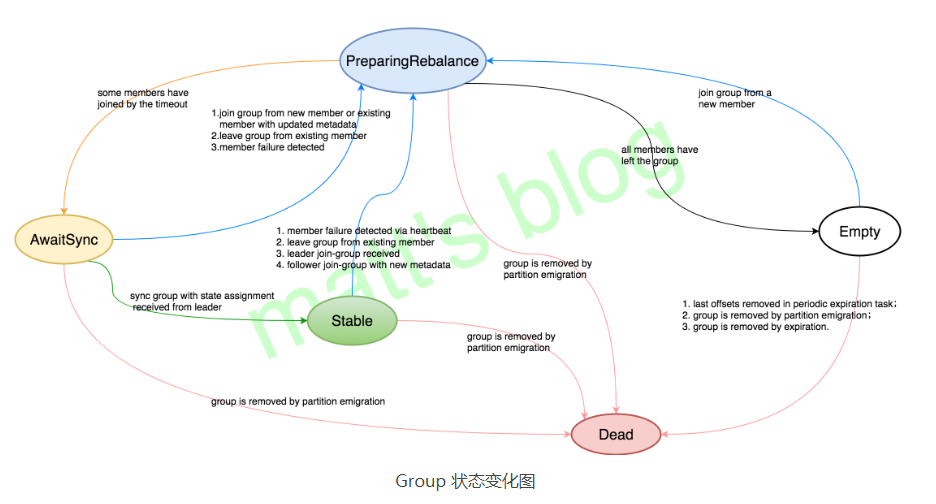 PreparingRebalance
some members have
joined by the timeout
join group from a
new member
1.join group from new member or existing
member with updated metadata
2.leave group from existing member
3.member failure detected
all members have
left the group
AwaitSync
Empty
1. member failure detected via heartbeat
2. leave group from existing member
3. leader join-group received
4. follower join-group with new metadata
group is removed by
partition emigration
sync group with state assignment
received from leader
Stable
1. last offsets removed in periodic expiration task;
2. group is removed by partition emigration;
3. group is removed by expiration.
group is removed by
partition emigration
group is removed by partition emigration
Dead
matt's blog
Group 状态变化图